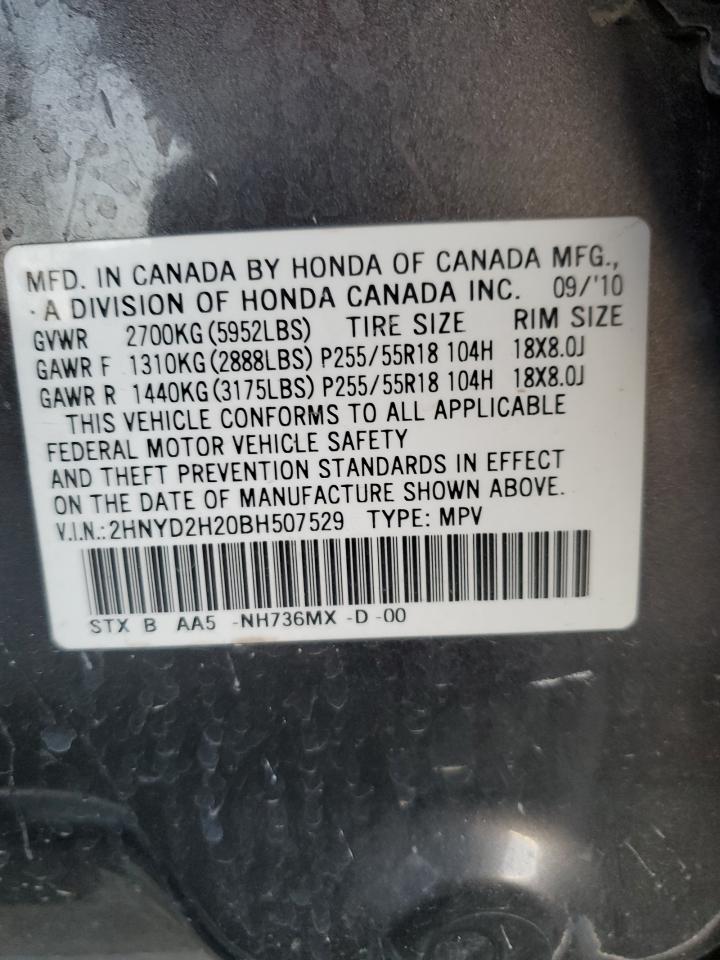 MFD. IN CANADA BY HONDA OF CANADA MFG.,
·A DIVISION OF HONDA CANADA INC. 09/'10
GVWR 2700KG(5952LBS) TIRE SIZE RIM SIZE
GAWR F 1310KG(2888LBS) P255/55R18 104H 18X8.0J
GAWR R 1440KG(3175LBS) P255/55R18 104H 18X8.0J
THIS VEHICLE CONFORMS TO ALL APPLICABLE
FEDERAL MOTOR VEHICLE SAFETY
AND THEFT PREVENTION STANDARDS IN EFFECT
ON THE DATE OF MANUFACTURE SHOWN ABOVE.
V.I.N.:2HNYD2H20BH507529 TYPE: MPV
STX B AA5 -NH736MX -D -00